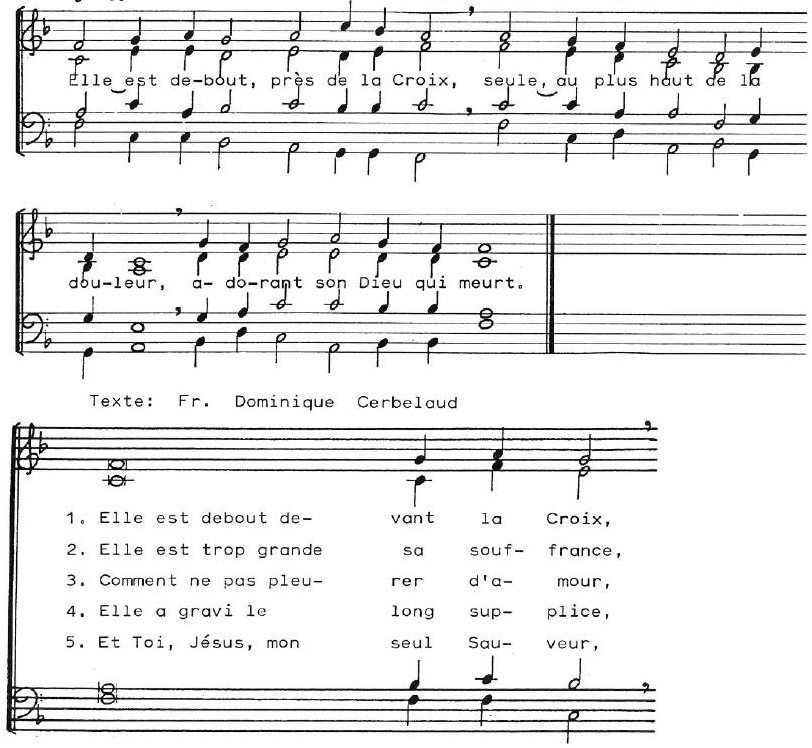 Elle est de-bout, près de la Croix, seule, au plus haut de la
dou-leur, a- do-rant son Dieu qui meurt.
Texte: Fr. Dominique Cerbelaud
1. Elle est debout de- vant la Croix,
2. Elle est trop grande sa souf- france,
3. Comment ne pas pleu- rer d'a- mour,
4. Elle a gravi le long sup- plice,
5. Et Toi, Jésus, mon seul Sau- veur,